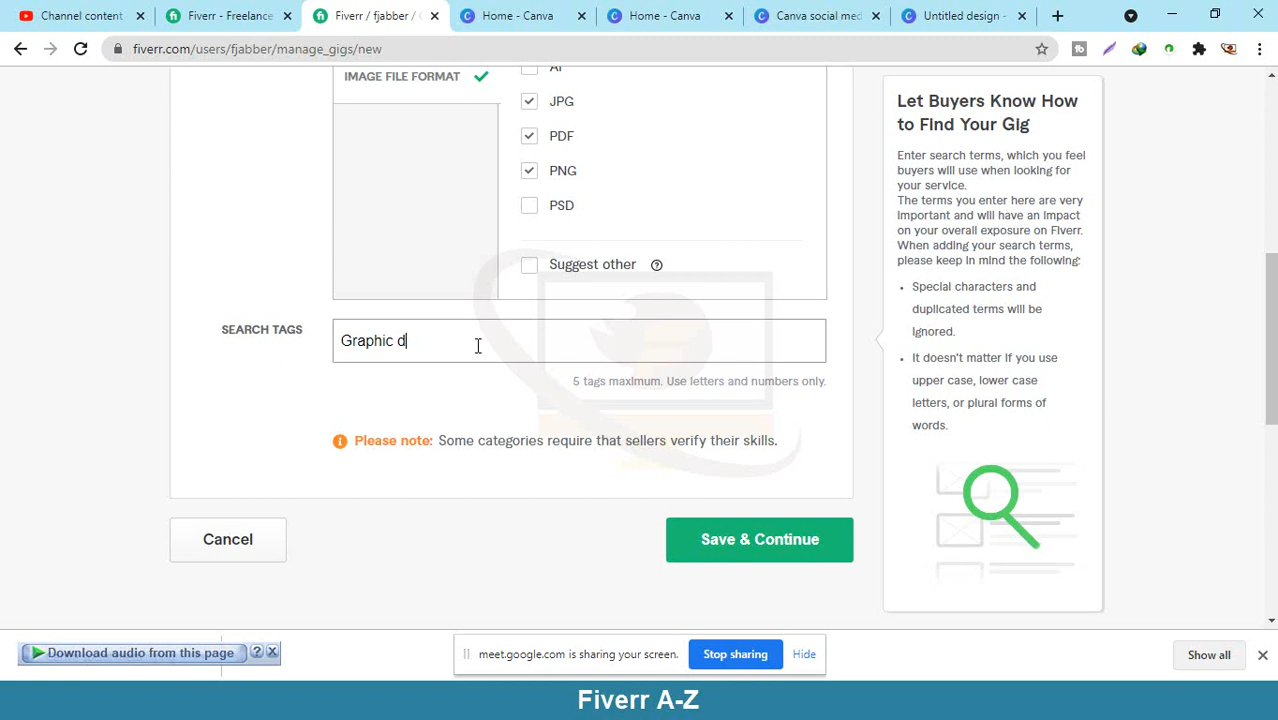 Channel content
Fiverr - Freelance
Fiverr / fjabber / 
Home - Canva
Home - Canva
Canva social med
Untitled design -
fiverr.com/users/fjabber/manage_gigs/new
IMAGE FILE FORMAT
AI
JPG
PDF
PNG
PSD
Suggest other ?
SEARCH TAGS
Graphic d
5 tags maximum. Use letters and numbers only.
Please note: Some categories require that sellers verify their skills.
Cancel
Save & Continue
Let Buyers Know How
to Find Your Gig
Enter search terms, which you feel
buyers will use when looking for
your service.
The terms you enter here are very
important and will have an impact
on your overall exposure on Fiverr.
When adding your search terms,
please keep in mind the following:
• Special characters and
duplicated terms will be
ignored.
• It doesn't matter if you use
upper case, lower case
letters, or plural forms of
words.
Download audio from this page ?
meet.google.com is sharing your screen.
Stop sharing
Hide
Show all
Fiverr A-Z